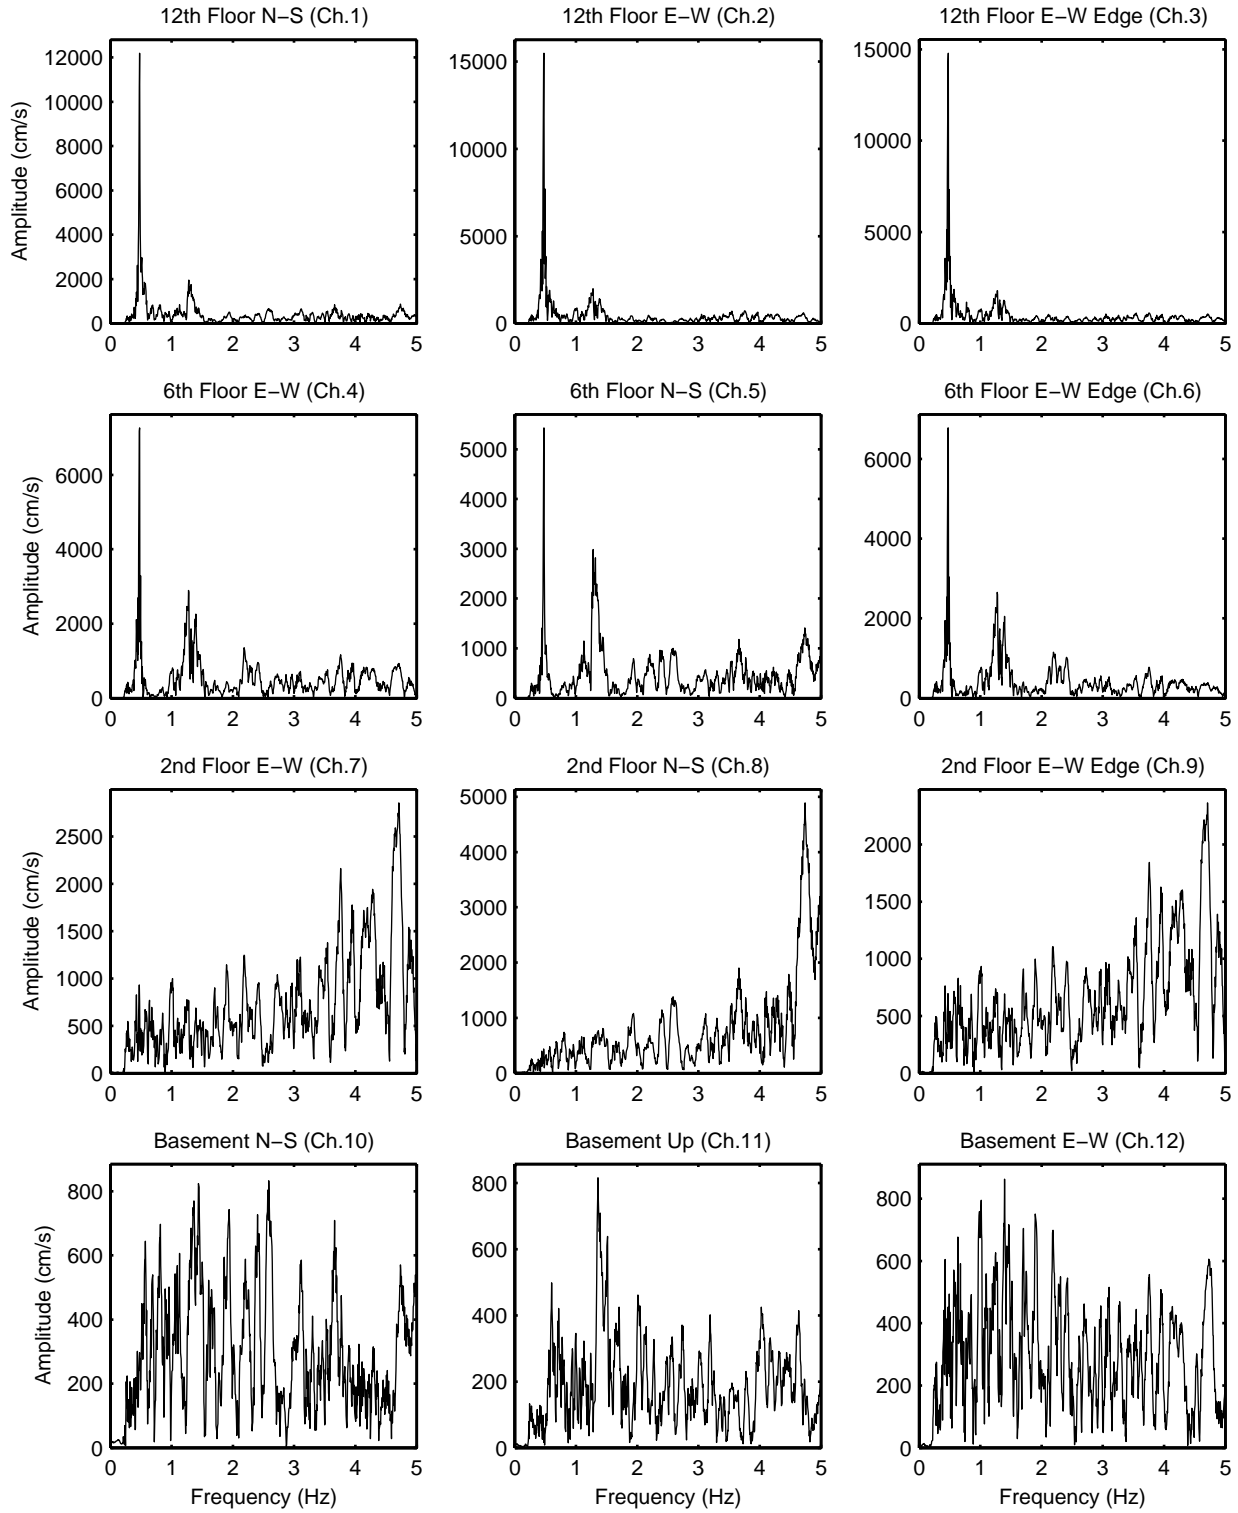 12th Floor N−S (Ch.1)
12th Floor E−W (Ch.2)
12th Floor E−W Edge (Ch.3)
Amplitude (cm/s)
12000
10000
8000
6000
4000
2000
0
0 1 2 3 4 5
15000
10000
5000
0
0 1 2 3 4 5
15000
10000
5000
0
0 1 2 3 4 5
6th Floor E−W (Ch.4)
6th Floor N−S (Ch.5)
6th Floor E−W Edge (Ch.6)
Amplitude (cm/s)
6000
4000
2000
0
0 1 2 3 4 5
5000
4000
3000
2000
1000
0
0 1 2 3 4 5
6000
4000
2000
0
0 1 2 3 4 5
2nd Floor E−W (Ch.7)
2nd Floor N−S (Ch.8)
2nd Floor E−W Edge (Ch.9)
Amplitude (cm/s)
2500
2000
1500
1000
500
0
0 1 2 3 4 5
5000
4000
3000
2000
1000
0
0 1 2 3 4 5
2000
1500
1000
500
0
0 1 2 3 4 5
Basement N−S (Ch.10)
Basement Up (Ch.11)
Basement E−W (Ch.12)
Amplitude (cm/s)
800
600
400
200
0
0 1 2 3 4 5
Frequency (Hz)
800
600
400
200
0
0 1 2 3 4 5
Frequency (Hz)
800
600
400
200
0
0 1 2 3 4 5
Frequency (Hz)